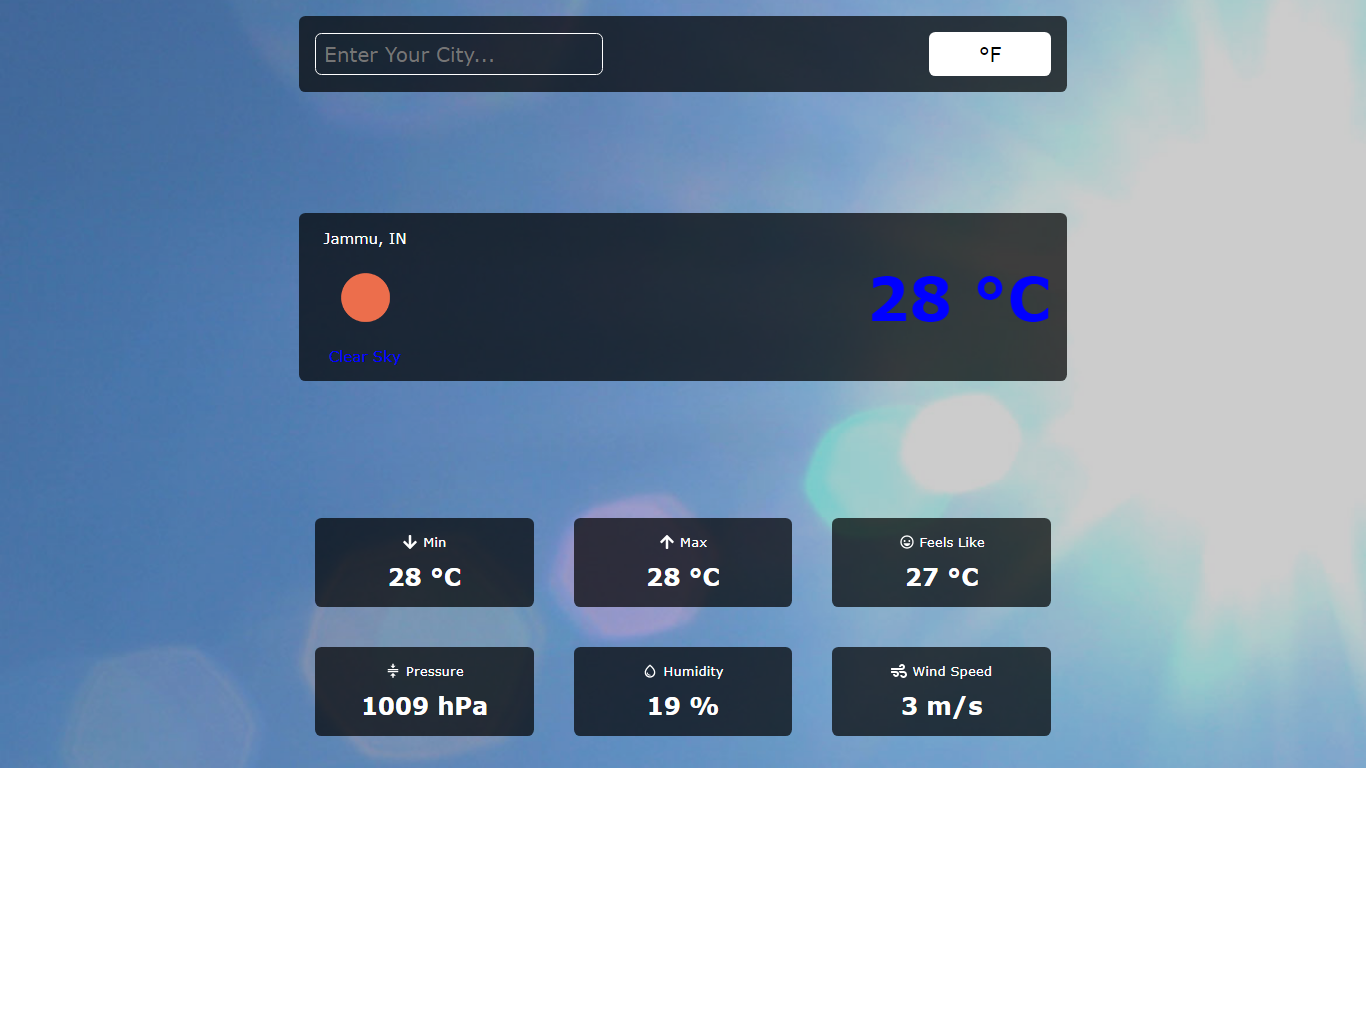 Enter Your City...
°F
Jammu, IN
28 °C
Clear Sky
Min
28 °C
Max
28 °C
Feels Like
27 °C
Pressure
1009 hPa
Humidity
19 %
Wind Speed
3 m/s